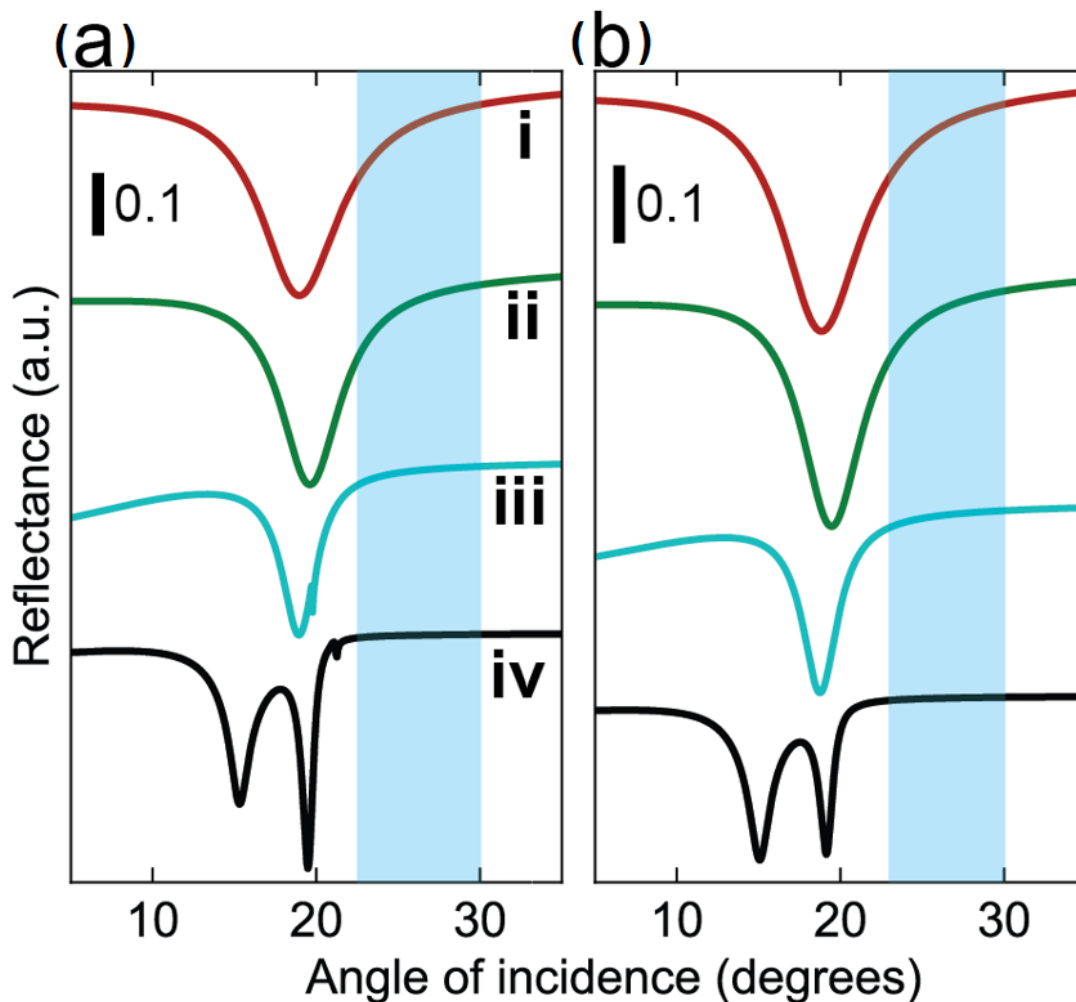 (a)
(b)
i
0.1
0.1
ii
iii
iv
Reflectance (a.u.)
10 20 30
10 20 30
Angle of incidence (degrees)